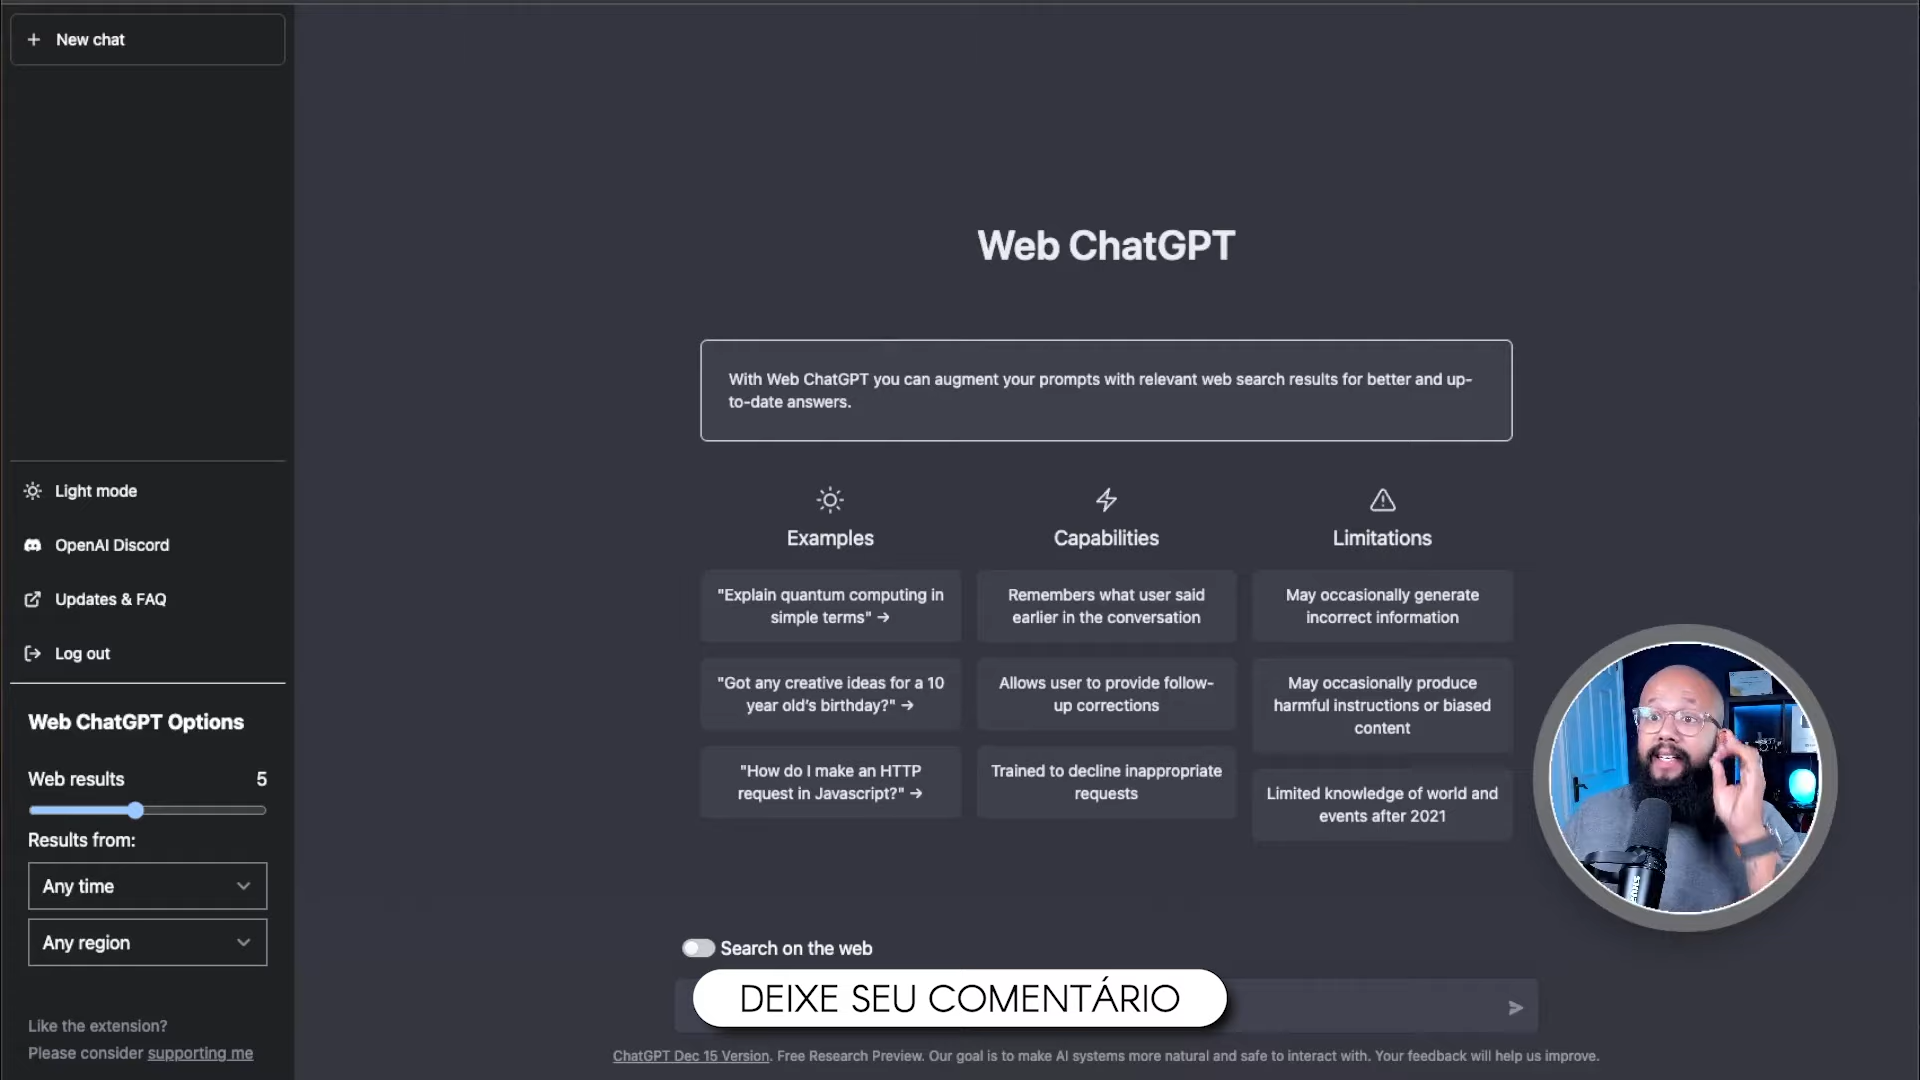 + New chat
Light mode
OpenAI Discord
Updates & FAQ
Log out
Web ChatGPT Options
Web results 5
Results from:
Any time
Any region
Like the extension?
Please consider supporting me
Web ChatGPT
With Web ChatGPT you can augment your prompts with relevant web search results for better and up-
to-date answers.
Examples
"Explain quantum computing in
simple terms" →
"Got any creative ideas for a 10
year old's birthday?" →
"How do I make an HTTP
request in Javascript?" →
Capabilities
Remembers what user said
earlier in the conversation
Allows user to provide follow-
up corrections
Trained to decline inappropriate
requests
Limitations
May occasionally generate
incorrect information
May occasionally produce
harmful instructions or biased
content
Limited knowledge of world and
events after 2021
Search on the web
DEIXE SEU COMENTÁRIO
ChatGPT Dec 15 Version. Free Research Preview. Our goal is to make AI systems more natural and safe to interact with. Your feedback will help us improve.